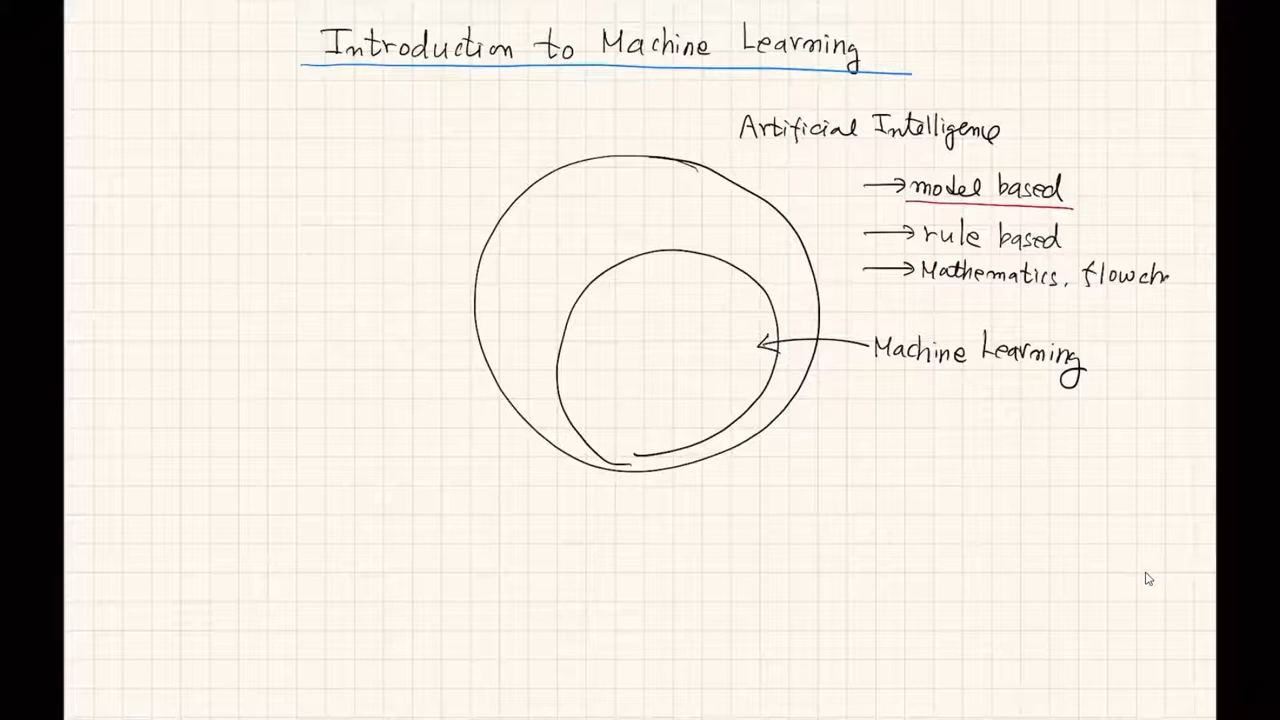 Introduction to Machine Learning
Artificial Intelligence
→ model based
→ rule based
→ Mathematics, flowch
Machine Learning